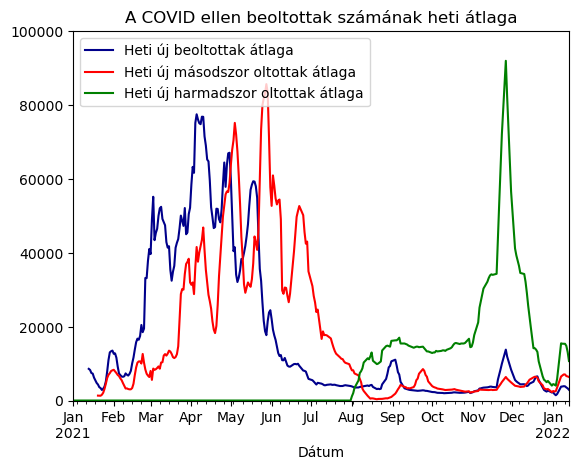 A COVID ellen beoltottak számának heti átlaga
100000
80000
60000
40000
20000
0
Heti új beoltottak átlaga
Heti új másodszor oltottak átlaga
Heti új harmadszor oltottak átlaga
Jan Feb Mar Apr May Jun Jul Aug Sep Oct Nov Dec Jan
2021 2022
Dátum